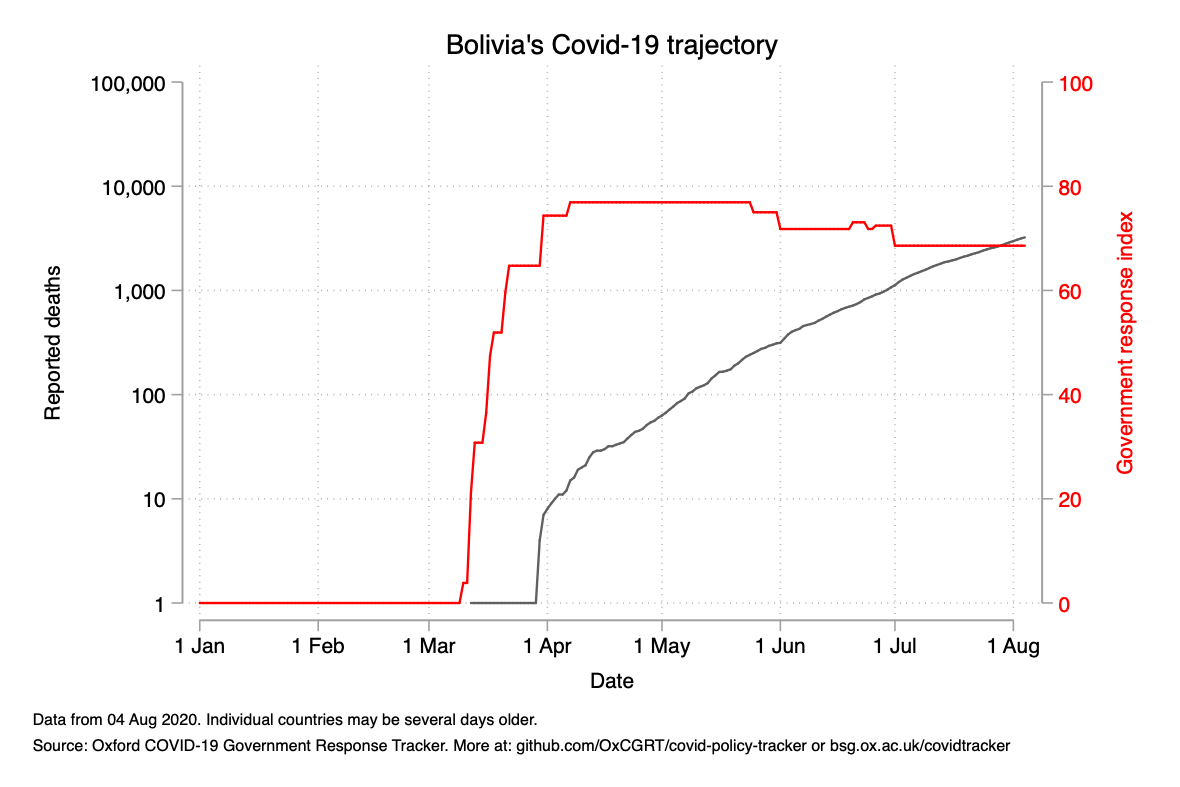 Bolivia's Covid-19 trajectory
100,000
10,000
1,000
100
10
1
Reported deaths
100
80
60
40
20
0
Government response index
1 Jan 1 Feb 1 Mar 1 Apr 1 May 1 Jun 1 Jul 1 Aug
Date
Data from 04 Aug 2020. Individual countries may be several days older.
Source: Oxford COVID-19 Government Response Tracker. More at: github.com/OxCGRT/covid-policy-tracker or bsg.ox.ac.uk/covidtracker